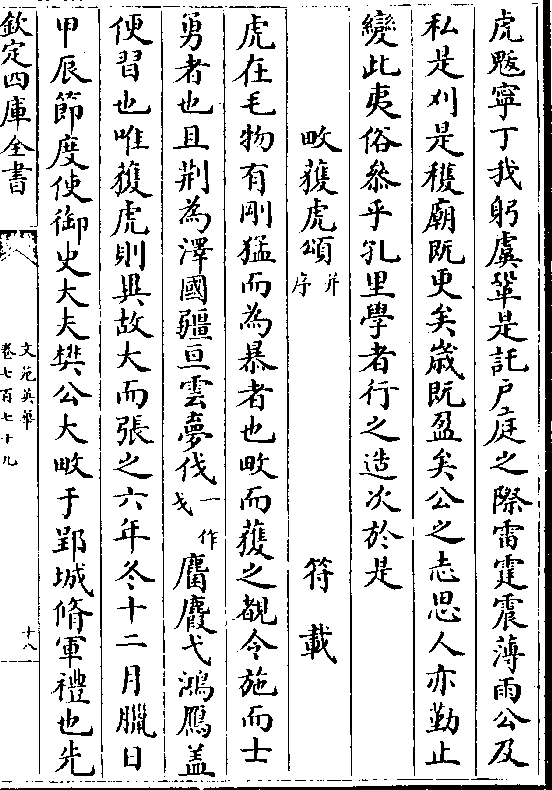 虎颰寧丁我躬虞鞏是託户庭之際雷霆震薄雨公及
私是刈是穫廟既更矣歳既盈矣公之志思人亦勤止
變此夷俗叅乎孔里學者行之造次於是
畋獲虎頌并序 符載
虎在毛物有剛猛而為暴者也畋而獲之覩令施而士
勇者也且荆為澤國疆亘雲夢伐一作戈麕麚弋鴻鴈盖
便習也唯獲虎則異故大而張之六年冬十二月臘日
甲辰節度使御史大夫樊公大畋于郢城脩軍禮也先
欽定四庫全書
文苑英華
卷七百七十九
十八